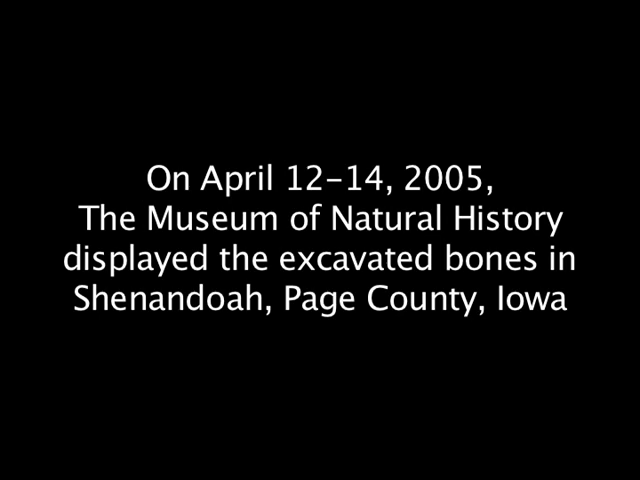 On April 12-14, 2005,
The Museum of Natural History
displayed the excavated bones in
Shenandoah, Page County, Iowa